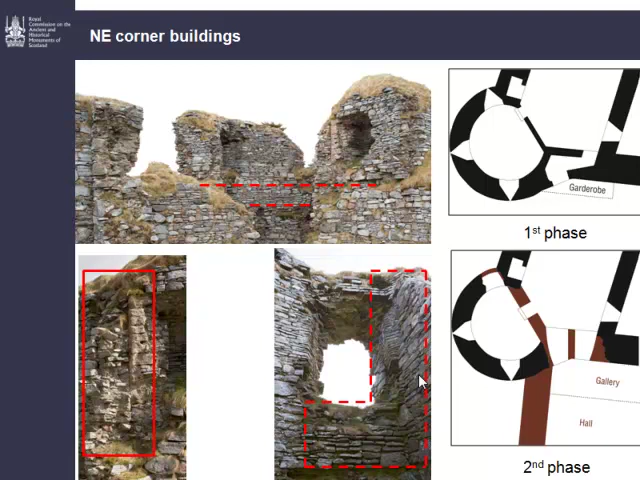 Royal
Commission on the
Ancient and
Historical
Monuments of
Scotland
NE corner buildings
Garderobe
1st phase
Gallery
Hall
2nd phase